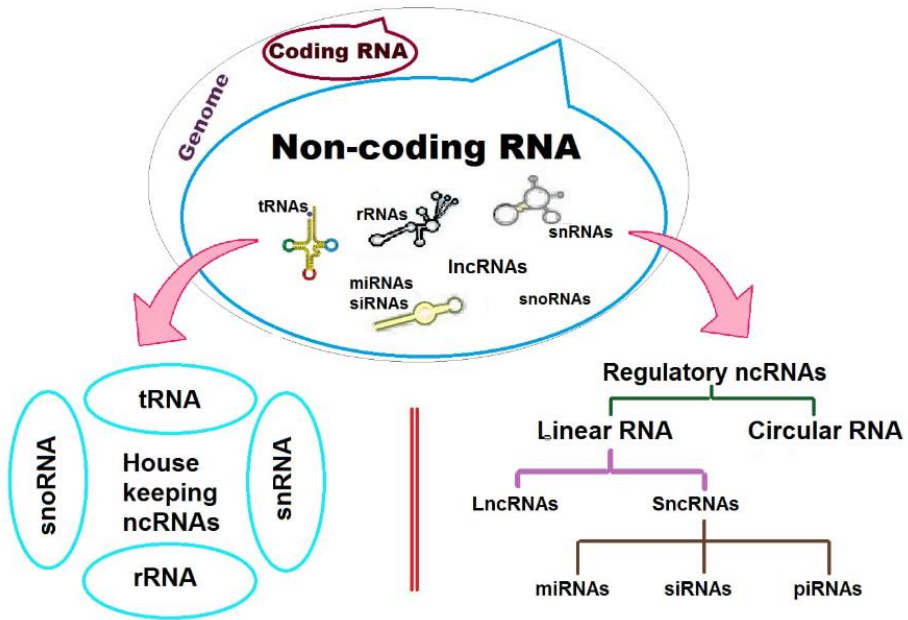 Coding RNA
Genome
Non-coding RNA
tRNAs
rRNAs
snRNAs
lncRNAs
miRNAs
siRNAs
snoRNAs
tRNA
snoRNA
House
keeping
ncRNAs
snRNA
rRNA
Regulatory ncRNAs
Linear RNA
Circular RNA
LncRNAs
SncRNAs
miRNAs
siRNAs
piRNAs